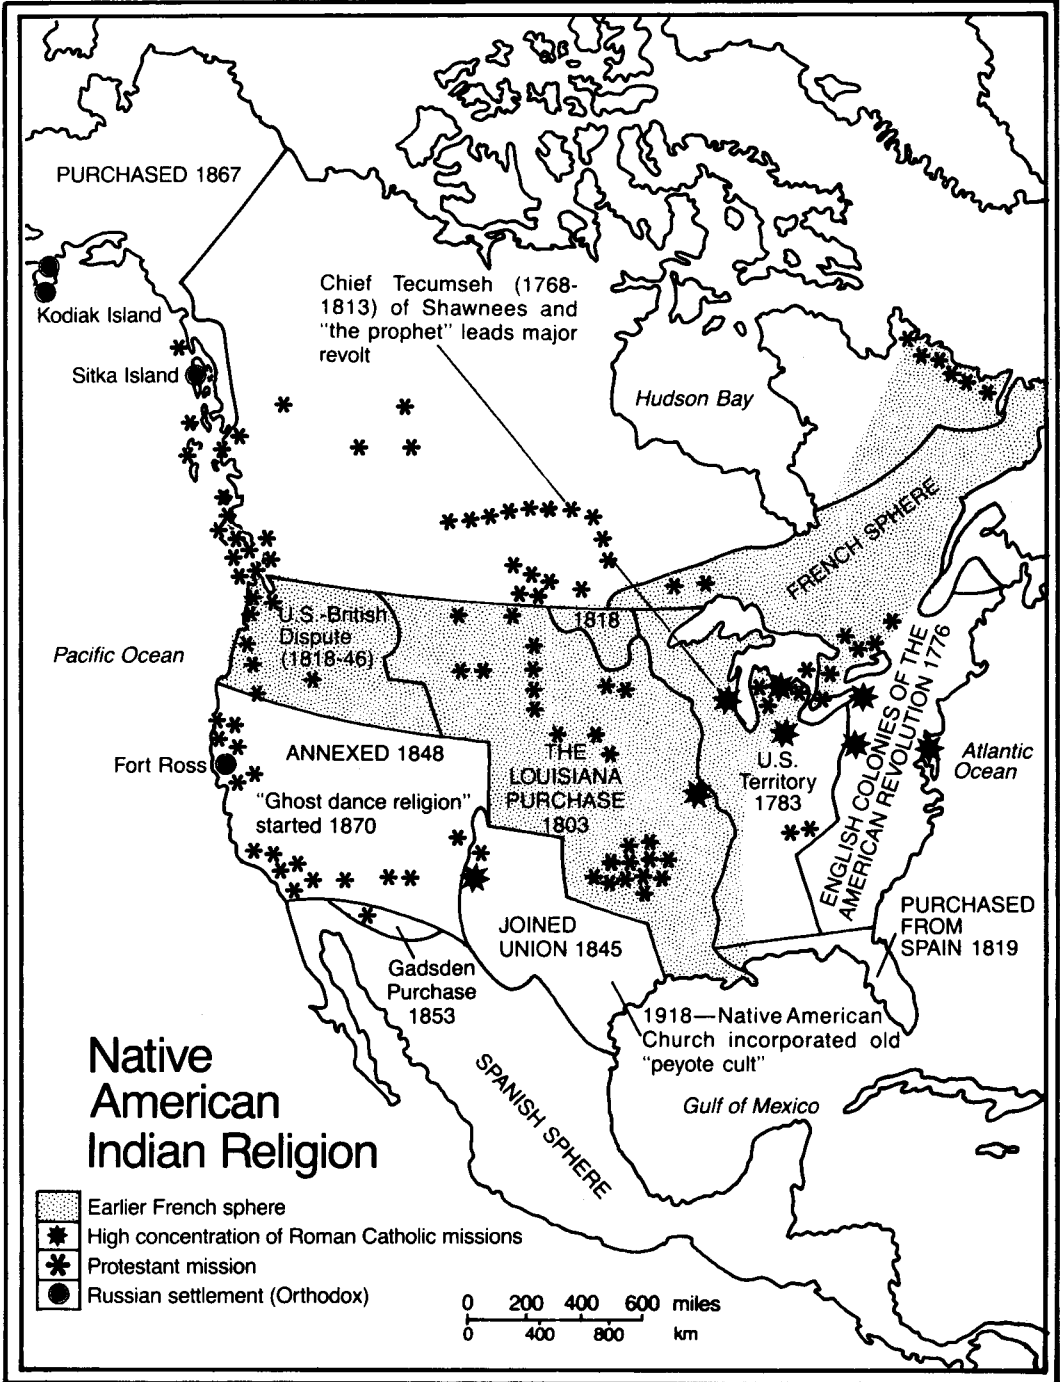 PURCHASED 1867
Chief Tecumseh (1768-
1813) of Shawnees and
"the prophet" leads major
revolt
Kodiak Island
Sitka Island
Hudson Bay
FRENCH SPHERE
U.S.-British
Dispute
(1818-46)
1818
Pacific Ocean
ENGLISH COLONIES OF THE
AMERICAN REVOLUTION 1776
ANNEXED 1848
Fort Ross
THE
LOUISIANA
PURCHASE
1803
U.S.
Territory
1783
Atlantic
Ocean
"Ghost dance religion"
started 1870
PURCHASED
FROM
SPAIN 1819
JOINED
UNION 1845
Gadsden
Purchase
1853
1918—Native American
Church incorporated old
"peyote cult"
SPANISH SPHERE
Gulf of Mexico
Native
American
Indian Religion
Earlier French sphere
High concentration of Roman Catholic missions
Protestant mission
Russian settlement (Orthodox)
0 200 400 600 miles
0 400 800 km